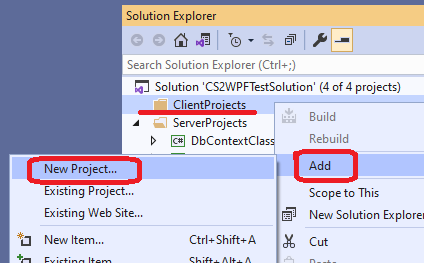 Solution Explorer
Search Solution Explorer (Ctrl+;)
Solution 'CS2WPFTestSolution' (4 of 4 projects)
ClientProjects
ServerProjects
C# DbContextClass
Build
Rebuild
Add
Scope to This
New Solution Explorer
Cut
New Project...
Existing Project...
Existing Web Site...
New Item... Ctrl+Shift+A
Existing Item Shift+Alt+A